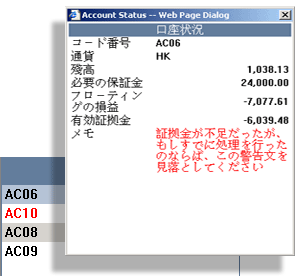 Account Status -- Web Page Dialog
口座状況
コード番号 AC06
通貨 HK
残高 1,038.13
必要の保証金 24,000.00
フローティン
グの損益 -7,077.61
有効証拠金 -6,039.48
メモ 証拠金が不足だったが、
もしすでに処理を行った
のならば、この警告文を
見落としてください
AC06
AC10
AC08
AC09